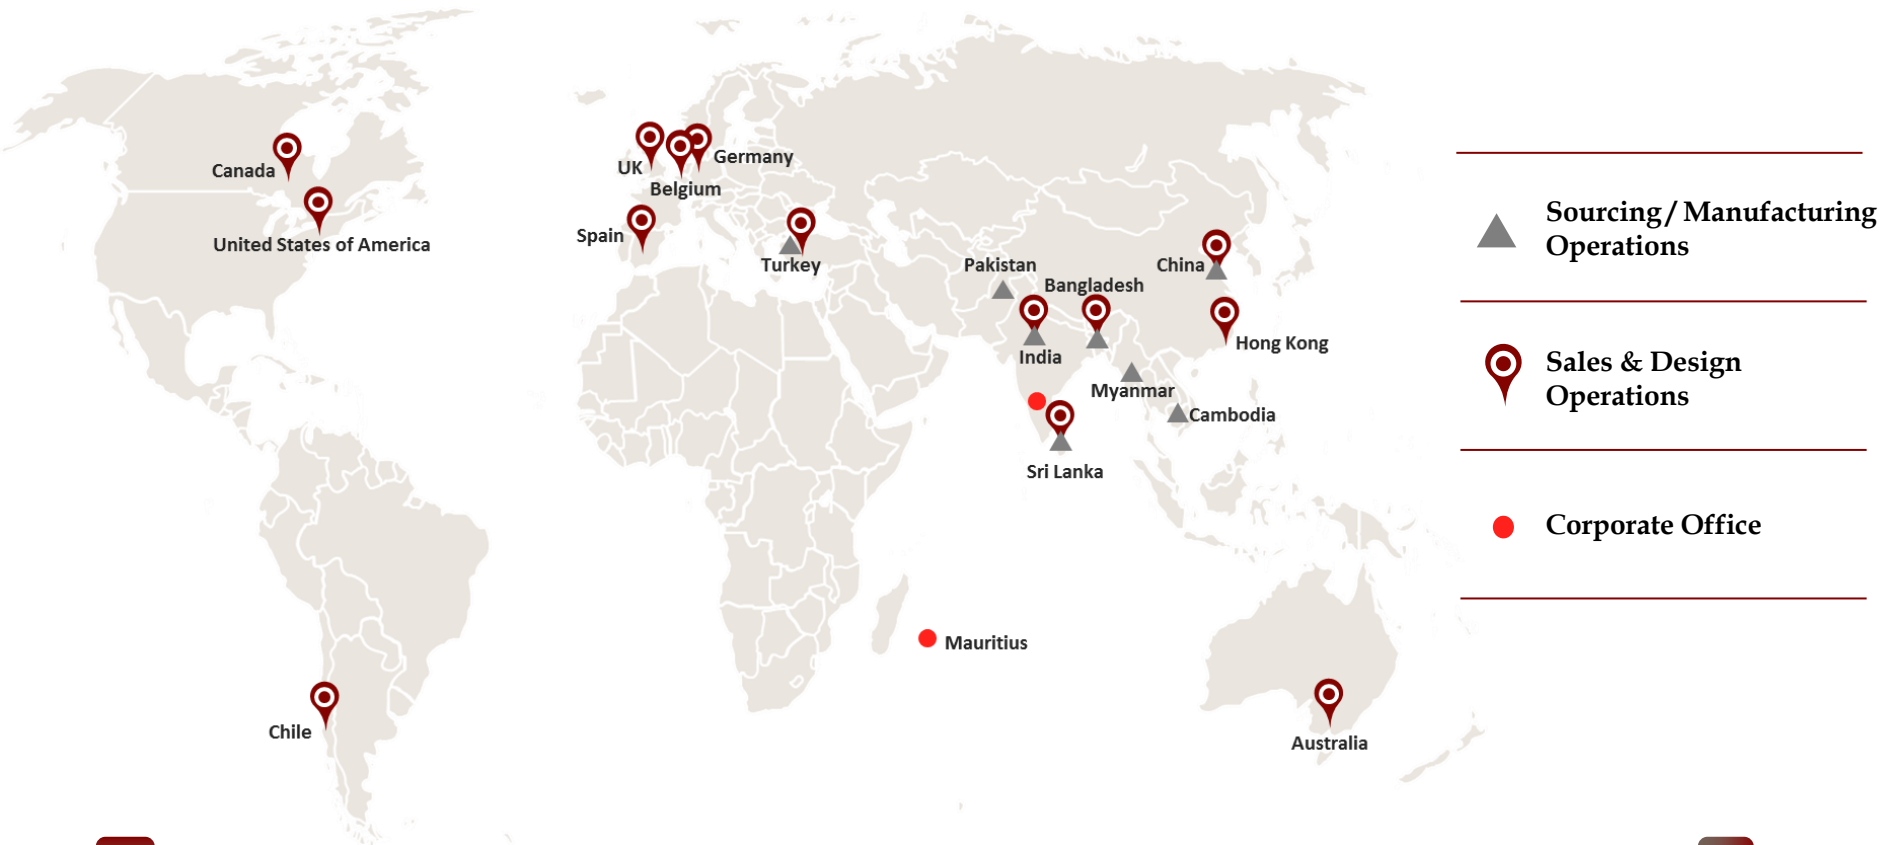 Canada
United States of America
UK
Germany
Belgium
Spain
Turkey
Pakistan
Bangladesh
China
India
Hong Kong
Myanmar
Cambodia
Sri Lanka
Mauritius
Chile
Australia
Sourcing / Manufacturing
Operations
Sales & Design
Operations
Corporate Office